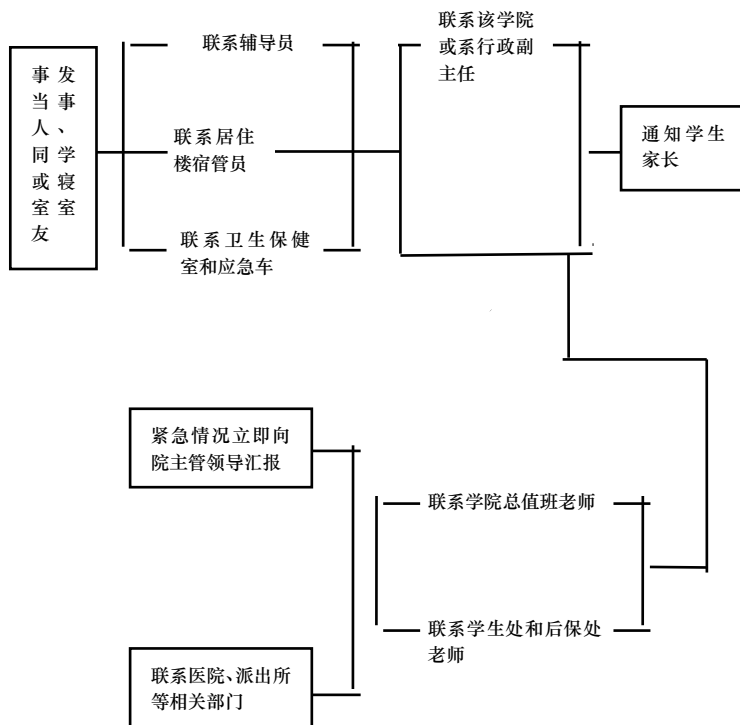 事发
当事
人、
同学
或寝
室室
友
联系辅导员
联系居住
楼宿管员
联系卫生保健
室和应急车
联系该学院
或系行政副
主任
通知学生
家长
紧急情况立即向
院主管领导汇报
联系学院总值班老师
联系学生处和后保处
老师
联系医院、派出所
等相关部门